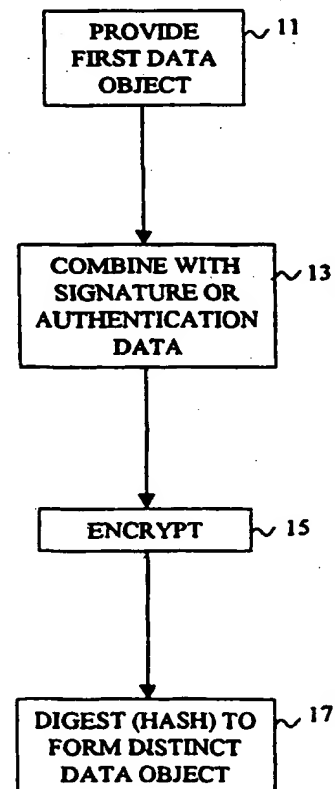 PROVIDE
FIRST DATA
OBJECT
11
COMBINE WITH
SIGNATURE OR
AUTHENTICATION
DATA
13
ENCRYPT
15
DIGEST (HASH) TO
FORM DISTINCT
DATA OBJECT
17